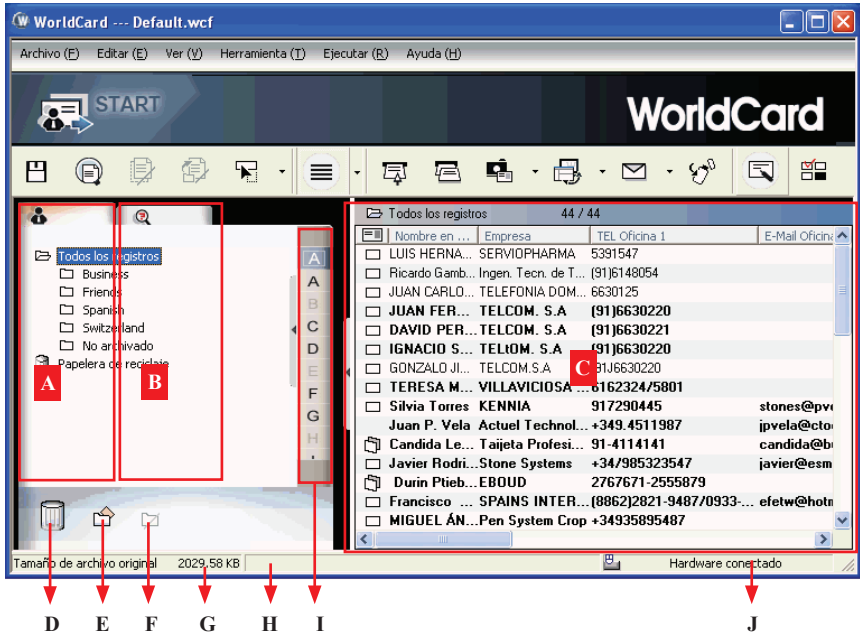 WorldCard --- Default.wcf
Archivo (F) Editar (E) Ver (V) Herramienta (T) Ejecutar (R) Ayuda (H)
START
WorldCard
Todos los registros 44 / 44
Nombre en ... Empresa TEL Oficina 1 E-Mail Oficina
Todos los registros
Business
Friends
Spanish
Switzerland
No archivado
Papelera de reciclaje
A
B
A
A
B
C
D
E
F
G
H
I
LUIS HERNA... SERVIOPHARMA 5391547
Ricardo Gamb... Ingen. Tecn. de T... (91)6148054
JUAN CARLO... TELEFONIA DOM... 6630125
JUAN FER... TELCOM. S.A (91)6630220
DAVID PER... TELCOM. S.A (91)6630221
IGNACIO S... TELtOM. S.A (91)6630220
GONZALO JI... TELCOM.S.A 91J6630220
C
TERESA M... VILLAVICIOSA ... 6162324/5801
Silvia Torres KENNIA 917290445 stones@pv
Juan P. Vela Actuel Technol... +349.4511987 jpvela@cto
Candida Le... Taijeta Profesi... 91-4114141 candida@b
Javier Rodri... Stone Systems +34/985323547 javier@esm
Durin Ptieb... EBOUD 2767671-2555879
Francisco ... SPAINS INTER... (8862)2821-9487/0933-... efetw@hotn
MIGUEL ÁN... Pen System Crop +34935895487
Tamaño de archivo original 2029.58 KB Hardware conectado
D E F G H I J